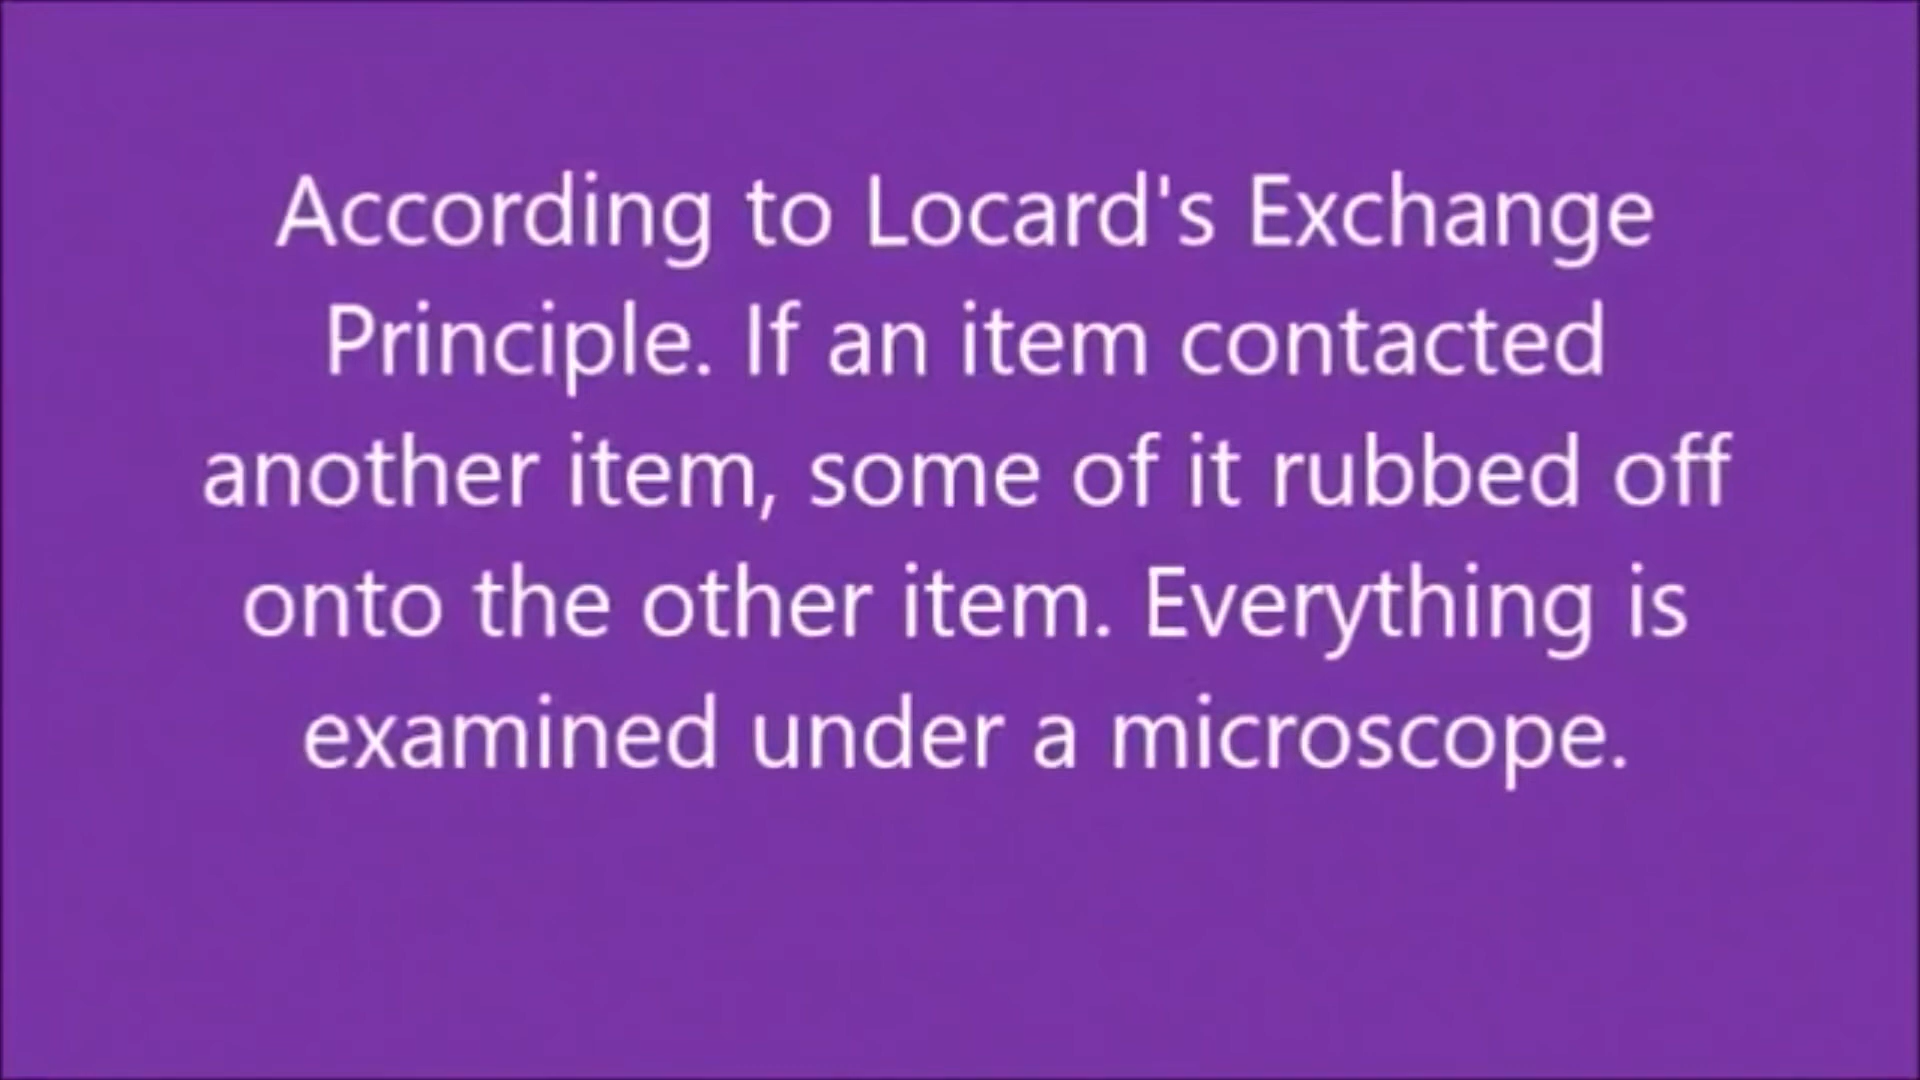 According to Locard's Exchange
Principle. If an item contacted
another item, some of it rubbed off
onto the other item. Everything is
examined under a microscope.